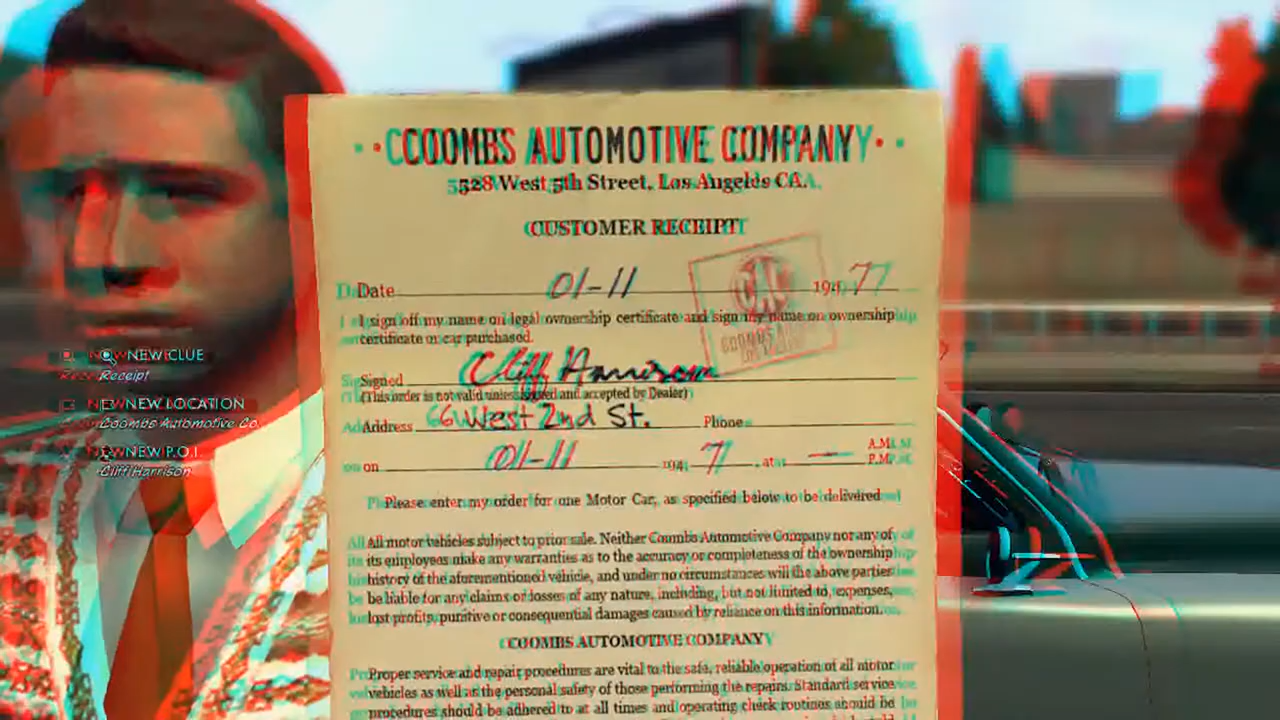 COOMBS AUTOMOTIVE COMPANY
5528 West 5th Street, Los Angeles CA.
CUSTOMER RECEIPT
Date 01-11 194 7
CAC
COOMBS
I sign off my name on legal ownership certificate and sign my name on ownership
certificate or car purchased.
Signed Cliff Harrison
(This order is not valid unless signed and accepted by Dealer)
Address 66 West 2nd St. Phone
on 01-11 194 7 at — A.M. P.M.
Please enter my order for one Motor Car, as specified below to be delivered
All motor vehicles subject to prior sale. Neither Coombs Automotive Company nor any of
its employees make any warranties as to the accuracy or completeness of the ownership
history of the aforementioned vehicle, and under no circumstances will the above parties
be liable for any claims or losses of any nature, including, but not limited to, expenses,
lost profits, punitive or consequential damages caused by reliance on this information.
COOMBS AUTOMOTIVE COMPANY
Proper service and repair procedures are vital to the safe, reliable operation of all motor
vehicles as well as the personal safety of those performing the repairs. Standard service
procedures should be adhered to at all times and operating check routines should be
NEW CLUE
Receipt
NEW LOCATION
Coombs Automotive Co.
NEW P.O.I.
Cliff Harrison